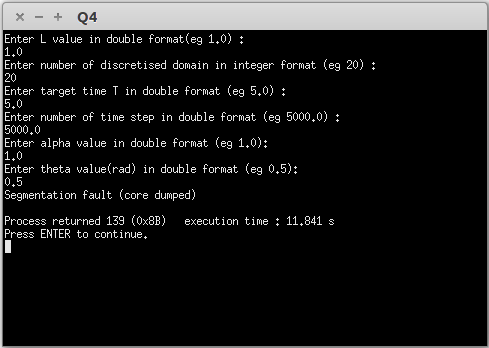 Q4
Enter L value in double format(eg 1.0) :
1.0
Enter number of discretised domain in integer format (eg 20) :
20
Enter target time T in double format (eg 5.0) :
5.0
Enter number of time step in double format (eg 5000.0) :
5000.0
Enter alpha value in double format (eg 1.0):
1.0
Enter theta value(rad) in double format (eg 0.5):
0.5
Segmentation fault (core dumped)
Process returned 139 (0x8B)   execution time : 11.841 s
Press ENTER to continue.